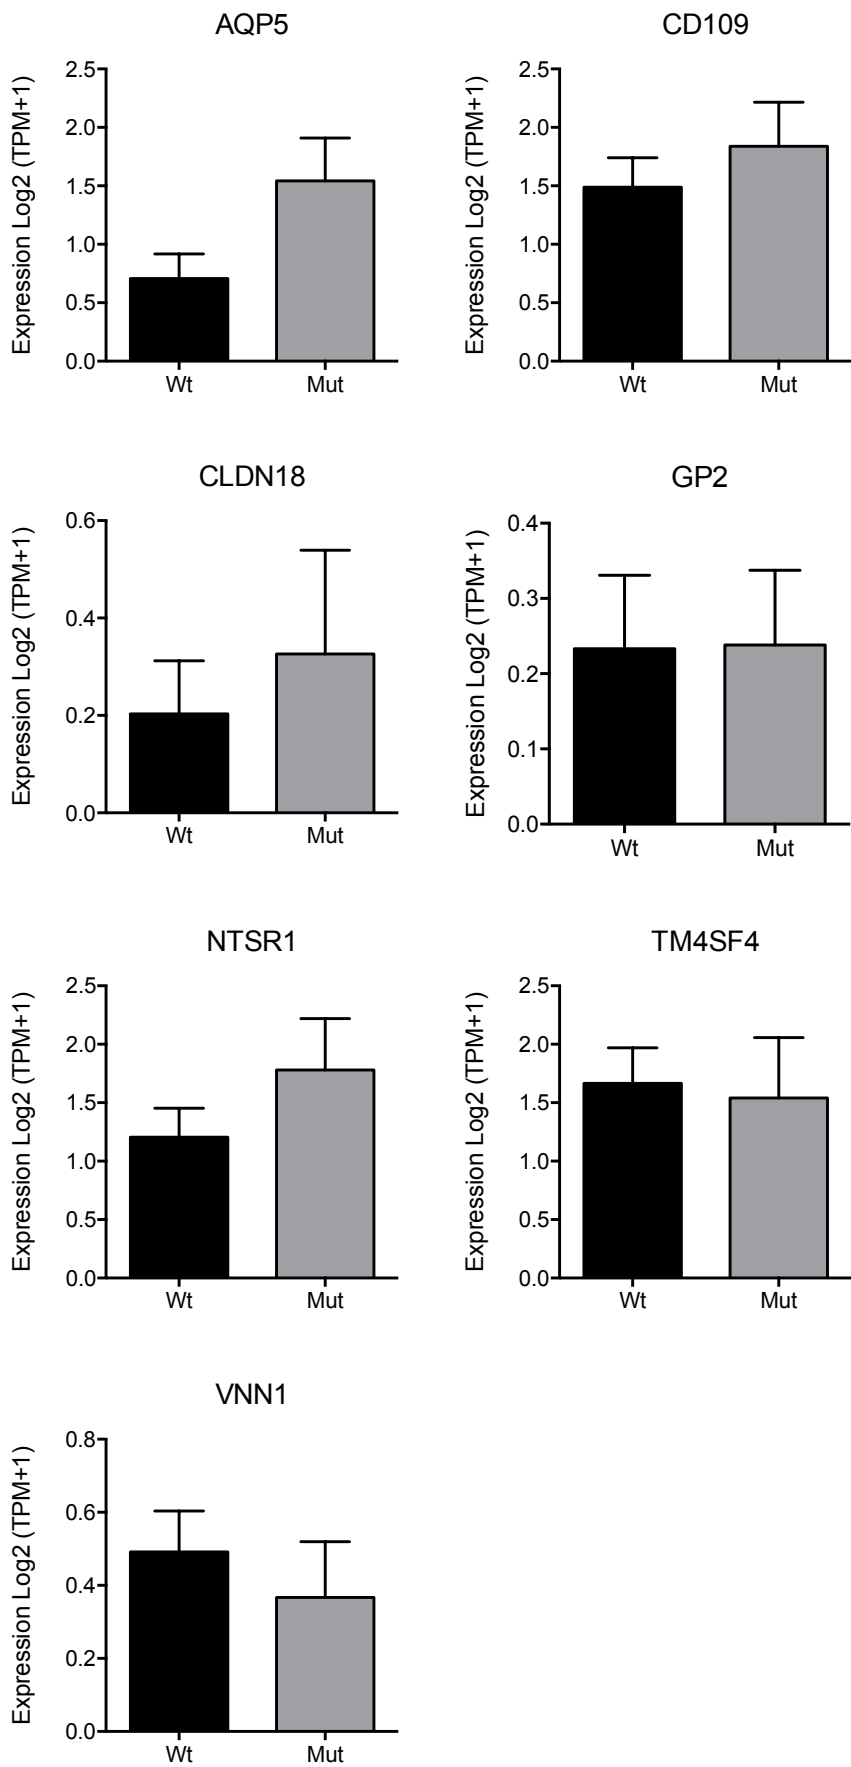 AQP5
Expression Log2 (TPM+1)
2.5
2.0
1.5
1.0
0.5
0.0
Wt Mut
CD109
Expression Log2 (TPM+1)
2.5
2.0
1.5
1.0
0.5
0.0
Wt Mut
CLDN18
Expression Log2 (TPM+1)
0.6
0.4
0.2
0.0
Wt Mut
GP2
Expression Log2 (TPM+1)
0.4
0.3
0.2
0.1
0.0
Wt Mut
NTSR1
Expression Log2 (TPM+1)
2.5
2.0
1.5
1.0
0.5
0.0
Wt Mut
TM4SF4
Expression Log2 (TPM+1)
2.5
2.0
1.5
1.0
0.5
0.0
Wt Mut
VNN1
Expression Log2 (TPM+1)
0.8
0.6
0.4
0.2
0.0
Wt Mut